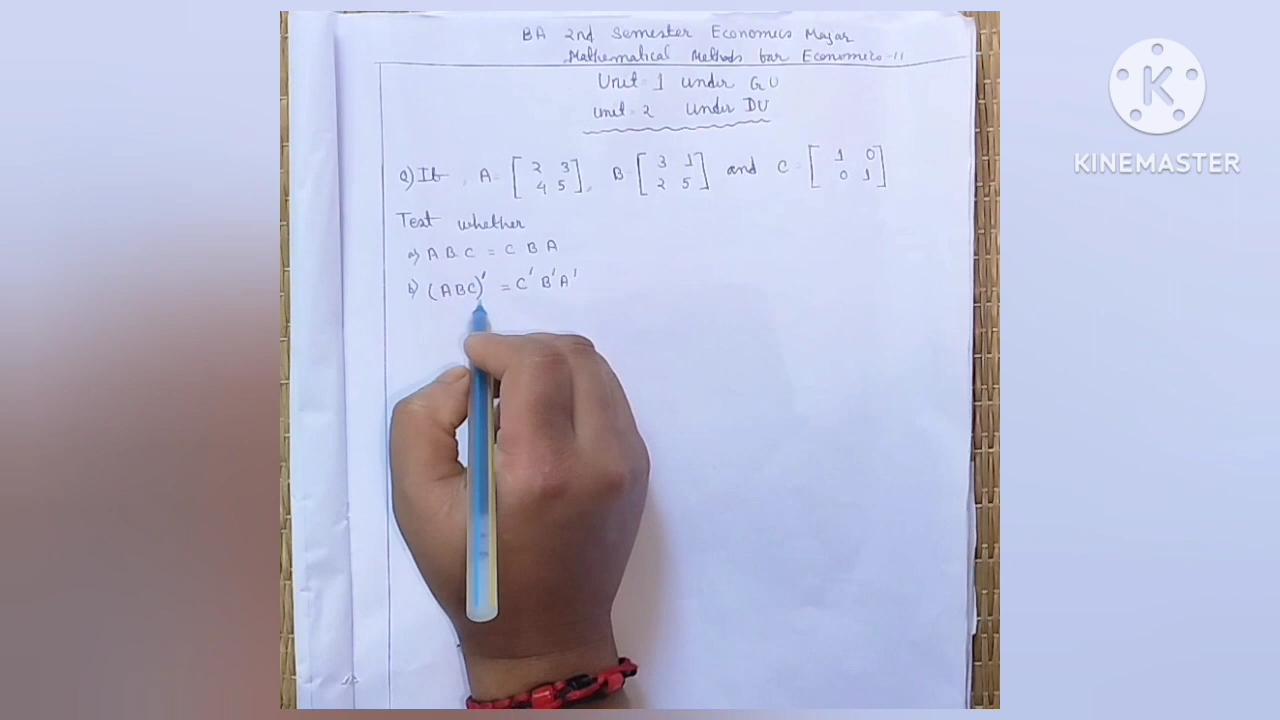 BA 2nd Semester Economics Major
Mathematical Methods for Economics-II
Unit = 1 under GU
Unit = 2 under DU
Q) If, A = [2 3
4 5], B = [3 1
2 5] and C = [1 0
0 1]
Test whether
a) ABC = CBA
b) (ABC)' = C'B'A'
K
KINEMASTER